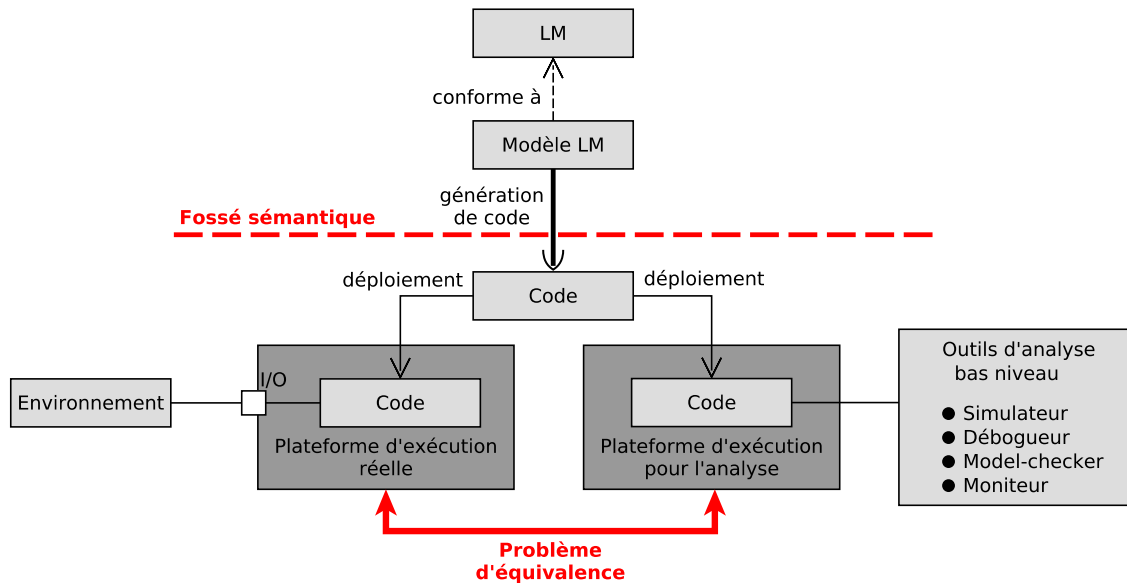 LM
conforme à
Modèle LM
génération
de code
Fossé sémantique
déploiement
Code
déploiement
Environnement
I/O
Code
Plateforme d'exécution
réelle
Code
Plateforme d'exécution
pour l'analyse
Outils d'analyse
bas niveau
● Simulateur
● Débogueur
● Model-checker
● Moniteur
Problème
d'équivalence